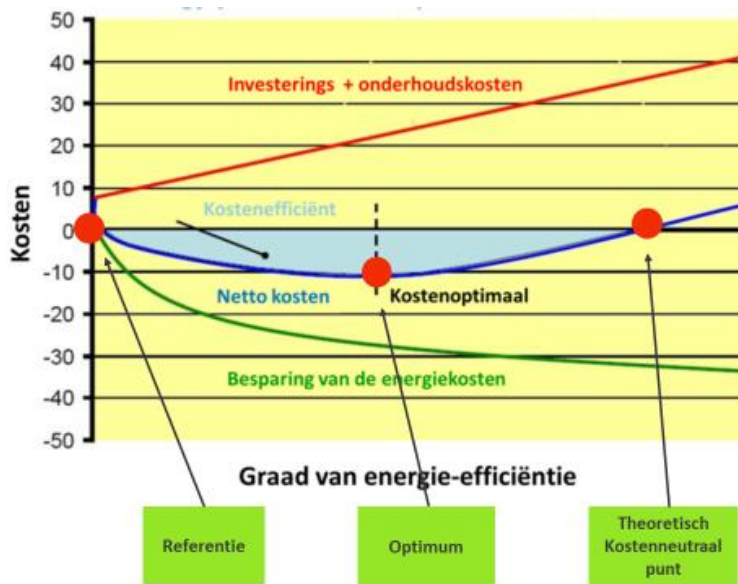 50
40
Investerings + onderhoudskosten
30
20
10
Kostenefficiënt
Kosten
0
-10
Netto kosten
Kostenoptimaal
-20
-30
Besparing van de energiekosten
-40
-50
Graad van energie-efficiëntie
Referentie
Optimum
Theoretisch
Kostenneutraal
punt